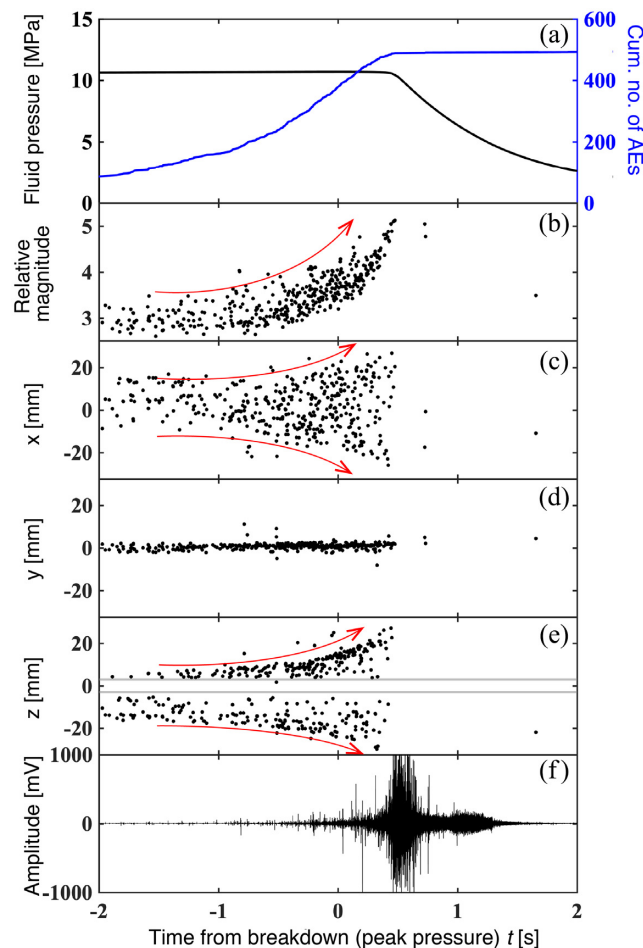 15
10
5
0
Fluid pressure [MPa]
(a)
600
400
200
0
Cum. no. of AEs
5
4
3
Relative
magnitude
(b)
20
0
-20
x [mm]
(c)
20
0
-20
y [mm]
(d)
20
0
-20
z [mm]
(e)
1000
0
-1000
Amplitude [mV]
(f)
-2
-1
0
1
2
Time from breakdown (peak pressure) t [s]